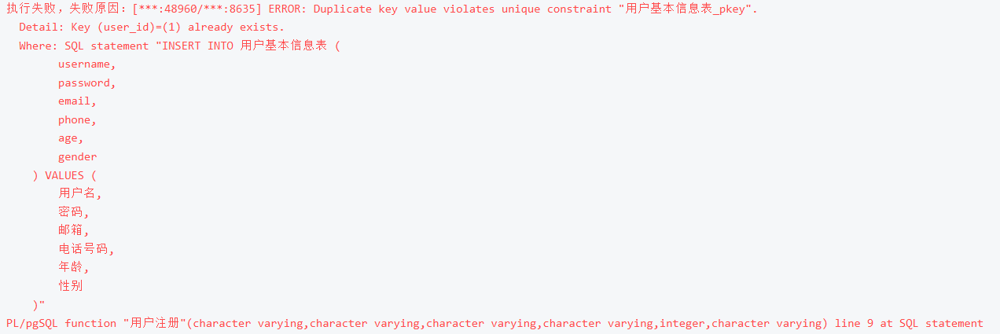 执行失败，失败原因：[***:48960/***:8635] ERROR: Duplicate key value violates unique constraint "用户基本信息表_pkey".
Detail: Key (user_id)=(1) already exists.
Where: SQL statement "INSERT INTO 用户基本信息表 (
username,
password,
email,
phone,
age,
gender
) VALUES (
用户名,
密码,
邮箱,
电话号码,
年龄,
性别
)"
PL/pgSQL function "用户注册"(character varying,character varying,character varying,character varying,integer,character varying) line 9 at SQL statement